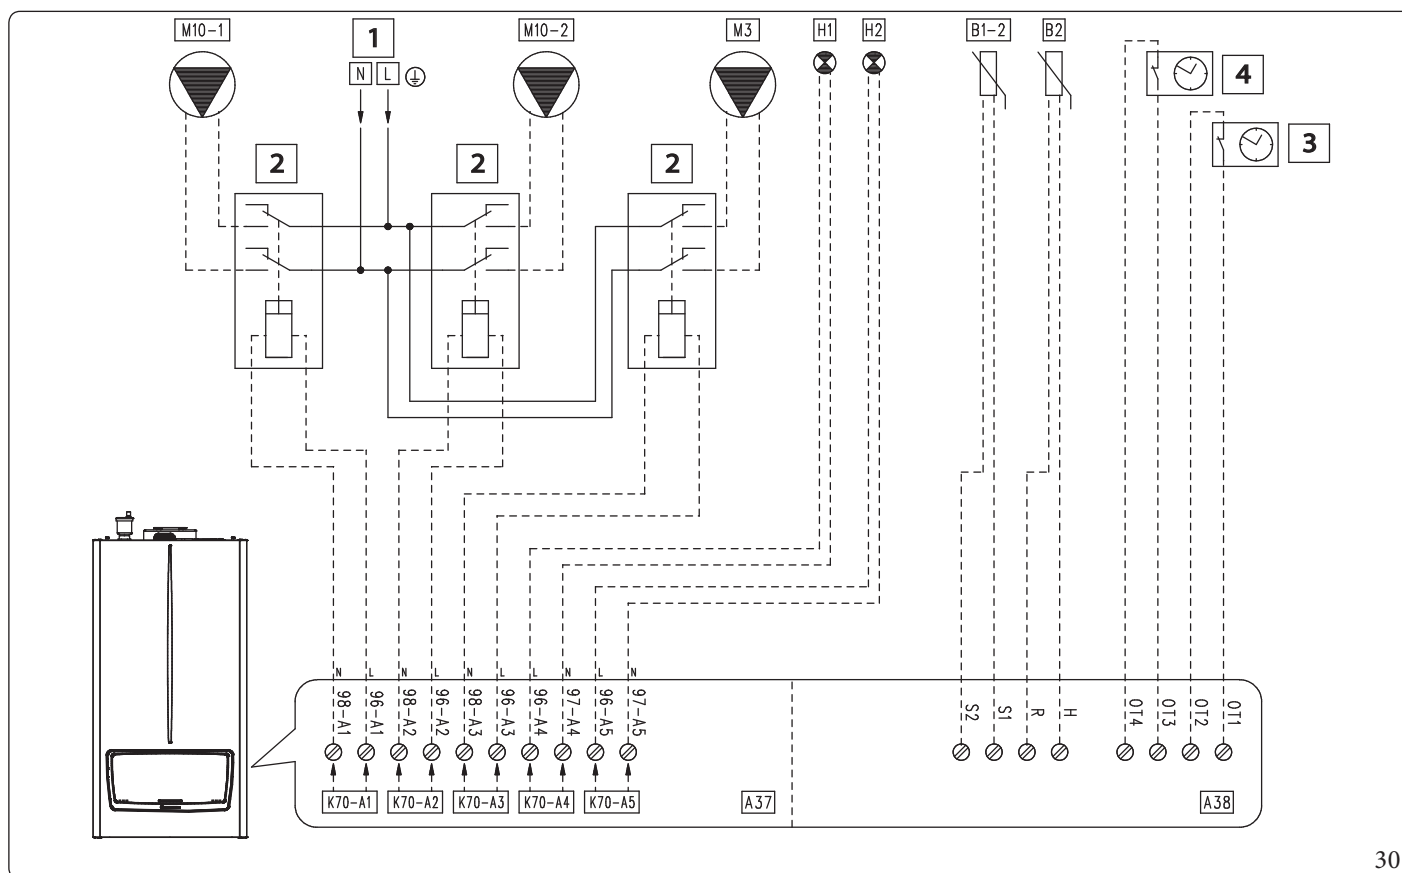 M10-1
1
M10-2
M3
H1
H2
B1-2
B2
N
L
4
3
2
2
2
N
98-A1
L
96-A1
N
98-A2
L
96-A2
N
98-A3
L
96-A3
L
96-A4
N
97-A4
L
96-A5
N
97-A5
S2
S1
R
H
OT4
OT3
OT2
OT1
K70-A1
K70-A2
K70-A3
K70-A4
K70-A5
A37
A38
30